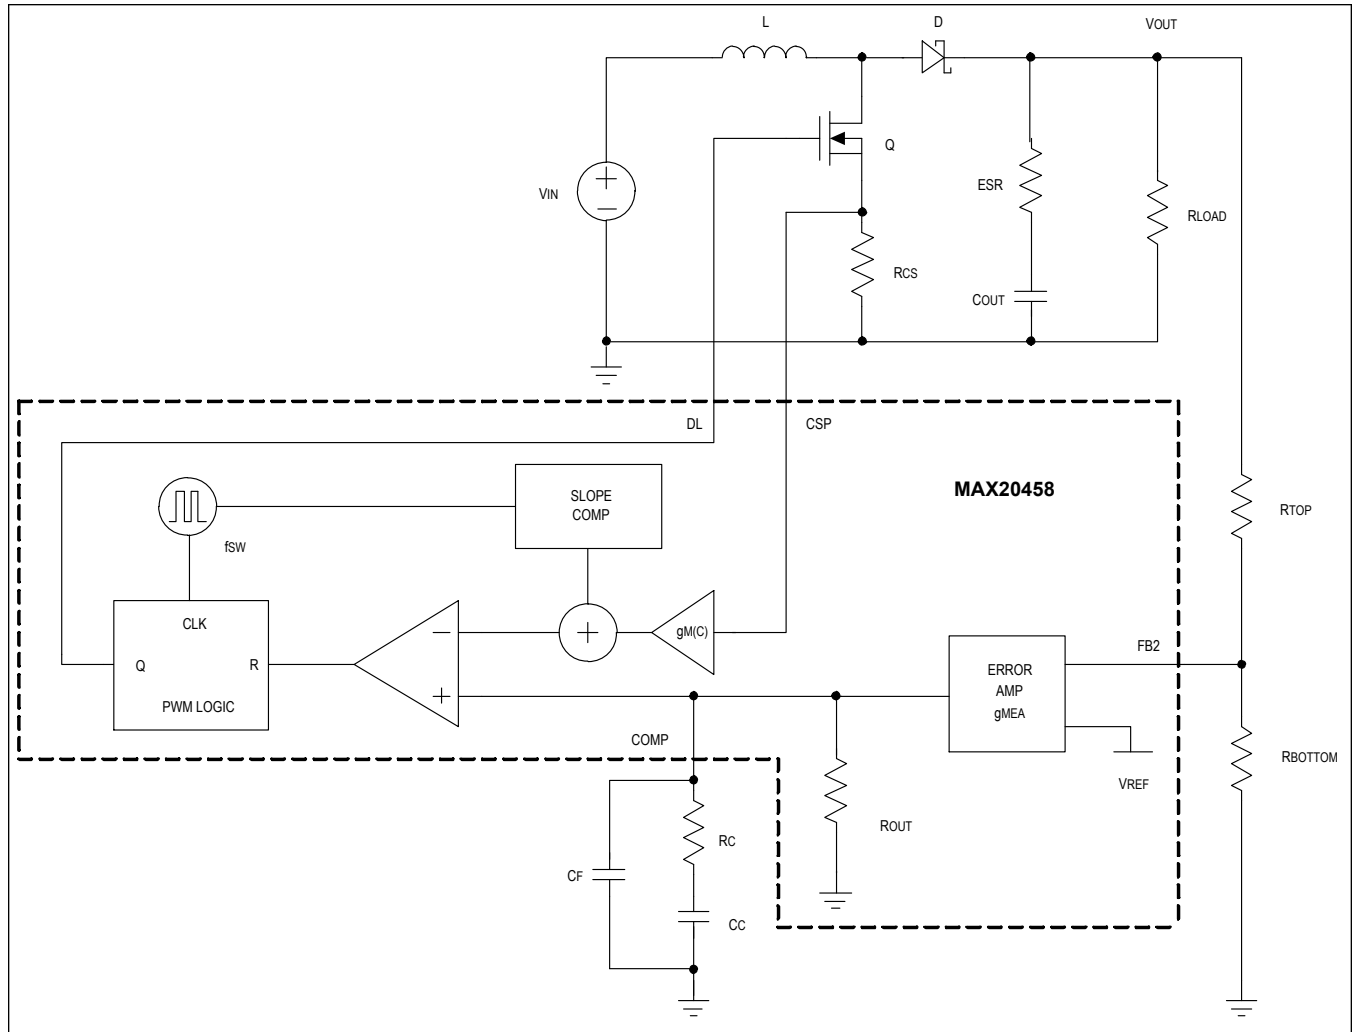 L
D
VOUT
VIN
+
−
Q
ESR
RLOAD
RCS
COUT
DL
CSP
MAX20458
SLOPE
COMP
fSW
RTOP
CLK
Q
R
PWM LOGIC
−
+
+
gM(C)
ERROR
AMP
gMEA
FB2
VREF
COMP
RBOTTOM
RC
ROUT
CF
CC